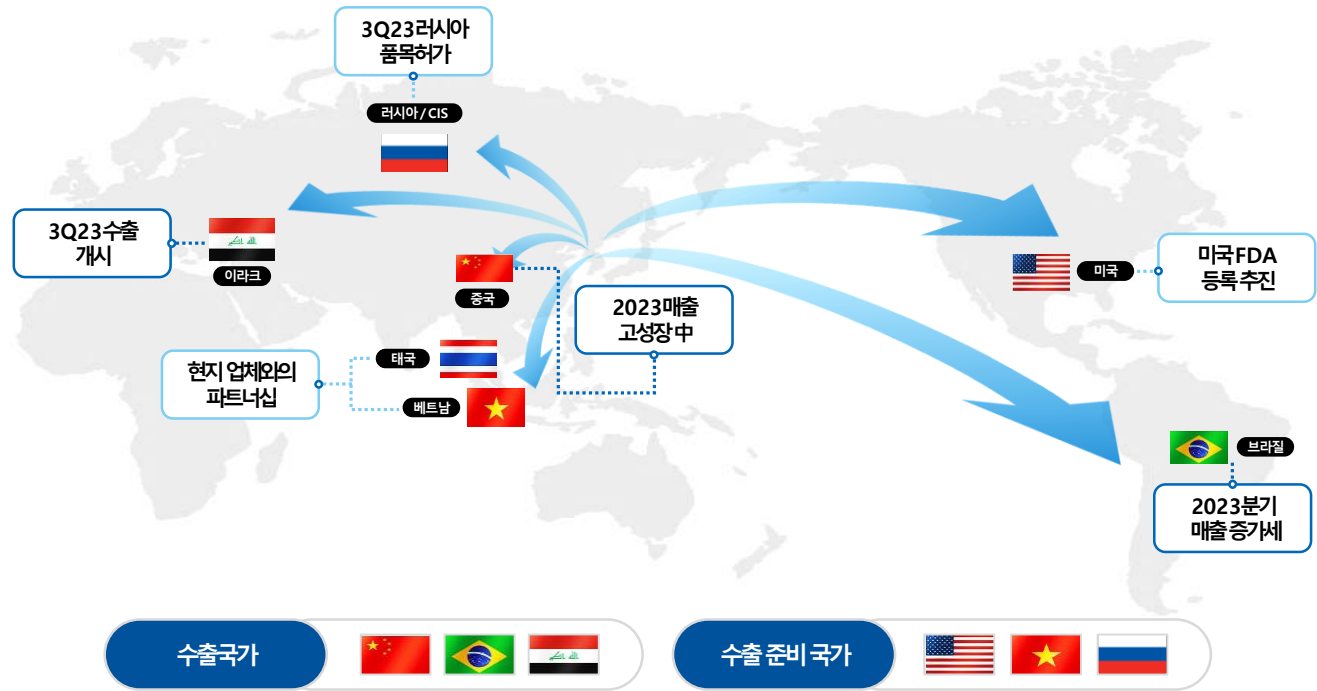 3Q23러시아
품목허가
러시아/CIS
3Q23수출
개시
이라크
중국
2023매출
고성장 中
미국
미국FDA
등록 추진
현지 업체와의
파트너십
태국
베트남
브라질
2023분기
매출 증가세
수출국가
수출 준비 국가